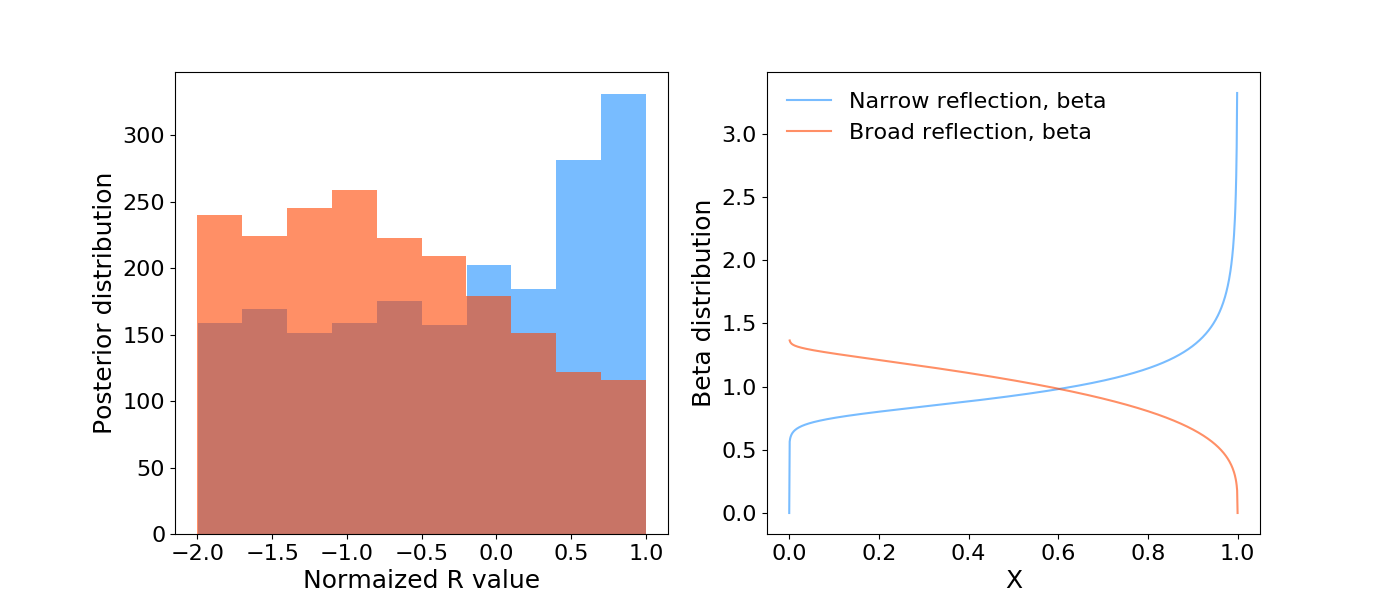 Posterior distribution
300
250
200
150
100
50
0
−2.0 −1.5 −1.0 −0.5 0.0 0.5 1.0
Normaized R value
Beta distribution
3.0
2.5
2.0
1.5
1.0
0.5
0.0
Narrow reflection, beta
Broad reflection, beta
0.0 0.2 0.4 0.6 0.8 1.0
X